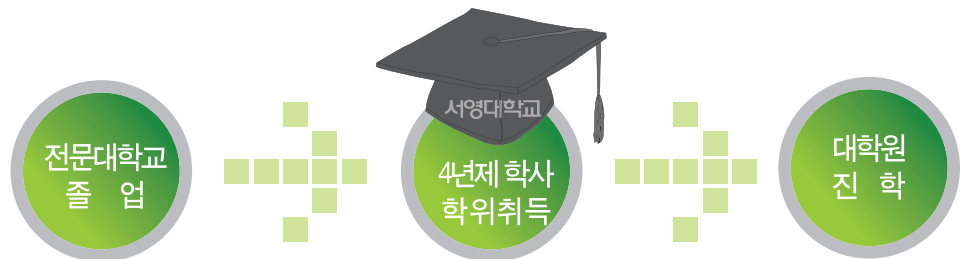 전문대학교
졸 업
서영대학교
4년제 학사
학위취득
대학원
진 학